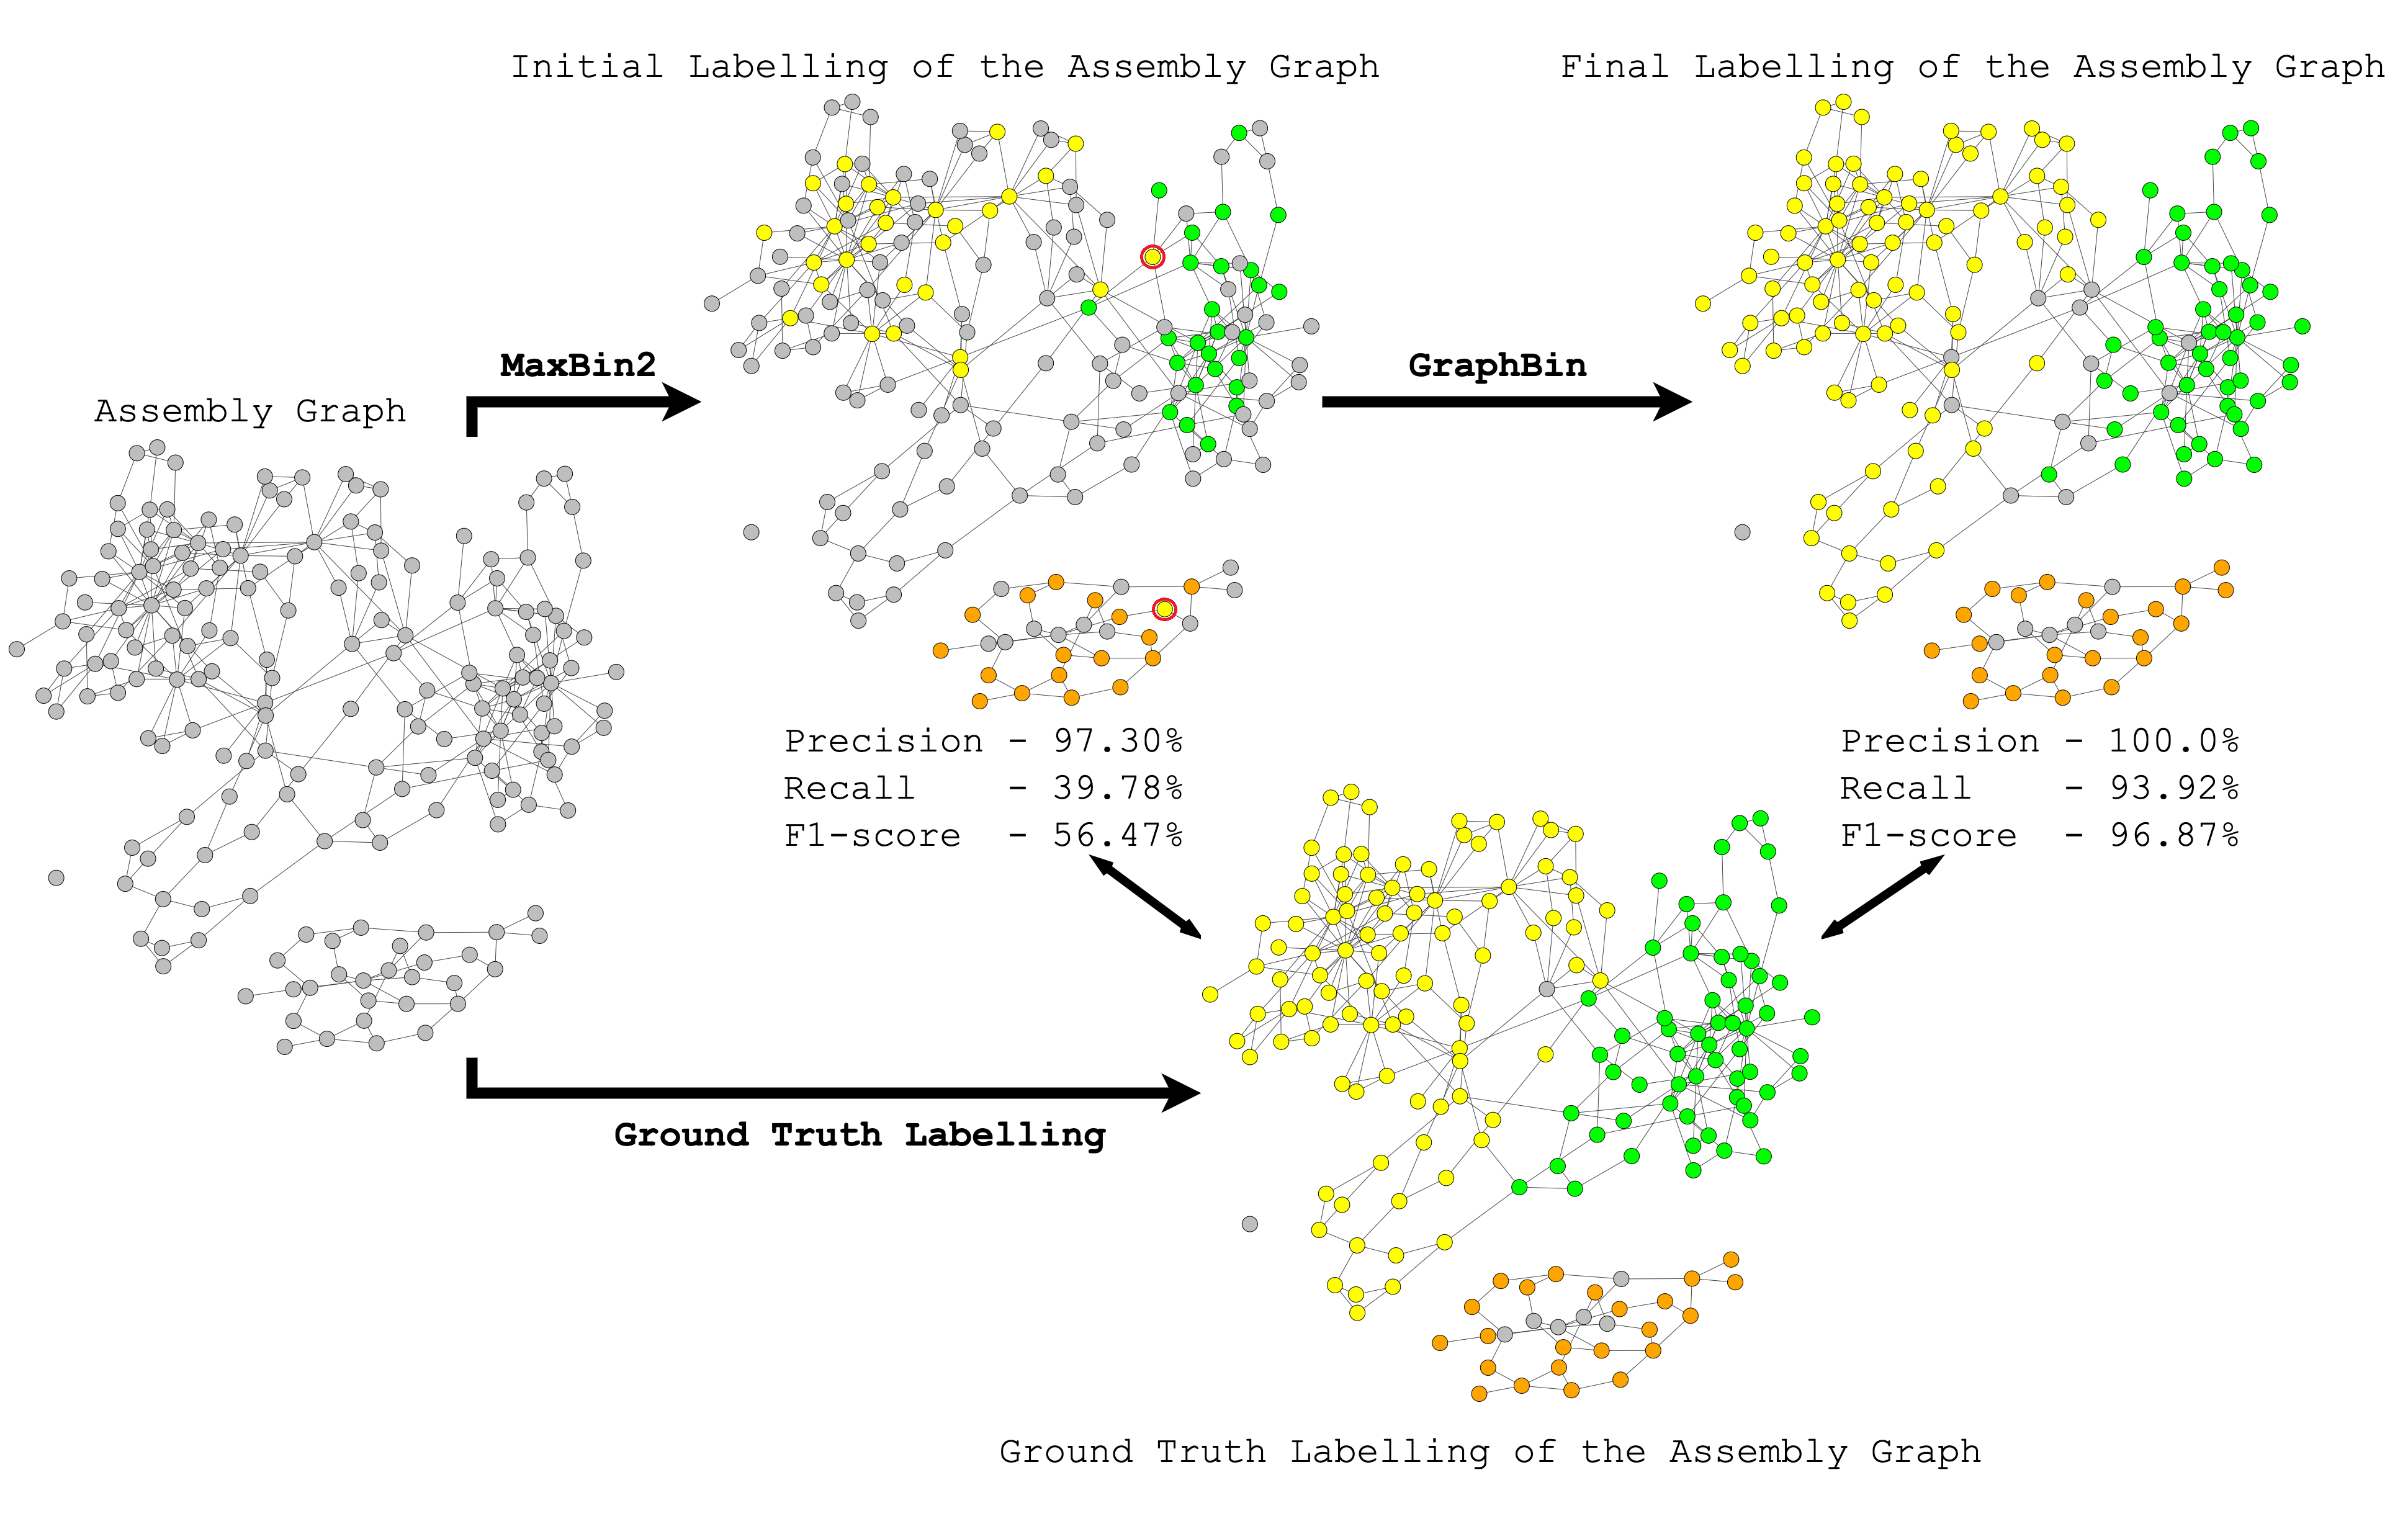 Initial Labelling of the Assembly Graph
Final Labelling of the Assembly Graph
MaxBin2
GraphBin
Assembly Graph
Precision - 97.30%
Recall - 39.78%
F1-score - 56.47%
Precision - 100.0%
Recall - 93.92%
F1-score - 96.87%
Ground Truth Labelling
Ground Truth Labelling of the Assembly Graph